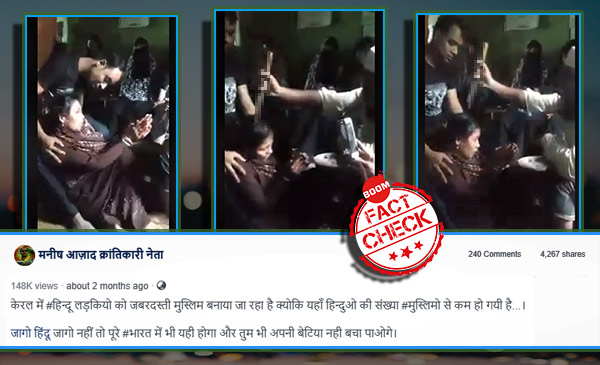 BOOM
FACT
CHECK
मनीष आज़ाद क्रांतिकारी नेता
240 Comments 4,267 shares
148K views · about 2 months ago ·
केरल में #हिन्दू लड़कियो को जबरदस्ती मुस्लिम बनाया जा रहा है क्योकि यहाँ हिन्दुओ की संख्या #मुस्लिमो से कम हो गयी है...।
जागो हिंदू जागो नहीं तो पूरे #भारत में भी यही होगा और तुम भी अपनी बेटिया नही बचा पाओगे।